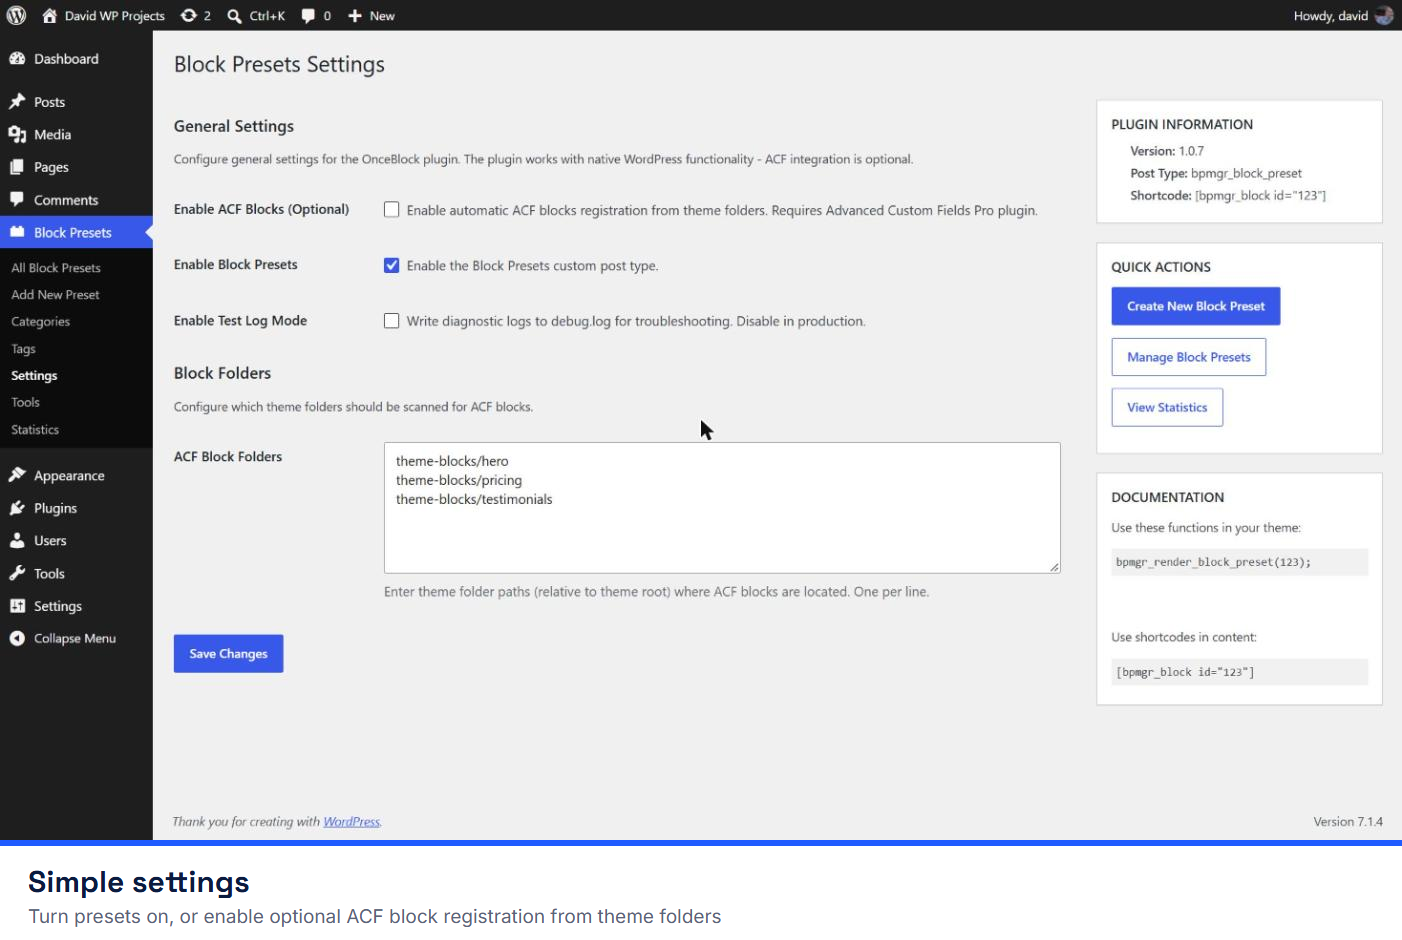 David WP Projects
2
Ctrl+K
0
New
Howdy, david
Dashboard
Posts
Media
Pages
Comments
Block Presets
All Block Presets
Add New Preset
Categories
Tags
Settings
Tools
Statistics
Appearance
Plugins
Users
Tools
Settings
Collapse Menu
Block Presets Settings
General Settings
Configure general settings for the OnceBlock plugin. The plugin works with native WordPress functionality - ACF integration is optional.
Enable ACF Blocks (Optional)
Enable automatic ACF blocks registration from theme folders. Requires Advanced Custom Fields Pro plugin.
Enable Block Presets
Enable the Block Presets custom post type.
Enable Test Log Mode
Write diagnostic logs to debug.log for troubleshooting. Disable in production.
Block Folders
Configure which theme folders should be scanned for ACF blocks.
ACF Block Folders
theme-blocks/hero
theme-blocks/pricing
theme-blocks/testimonials
Enter theme folder paths (relative to theme root) where ACF blocks are located. One per line.
Save Changes
PLUGIN INFORMATION
Version: 1.0.7
Post Type: bpmgr_block_preset
Shortcode: [bpmgr_block id="123"]
QUICK ACTIONS
Create New Block Preset
Manage Block Presets
View Statistics
DOCUMENTATION
Use these functions in your theme:
bpmgr_render_block_preset(123);
Use shortcodes in content:
[bpmgr_block id="123"]
Thank you for creating with WordPress.
Version 7.1.4
Simple settings
Turn presets on, or enable optional ACF block registration from theme folders